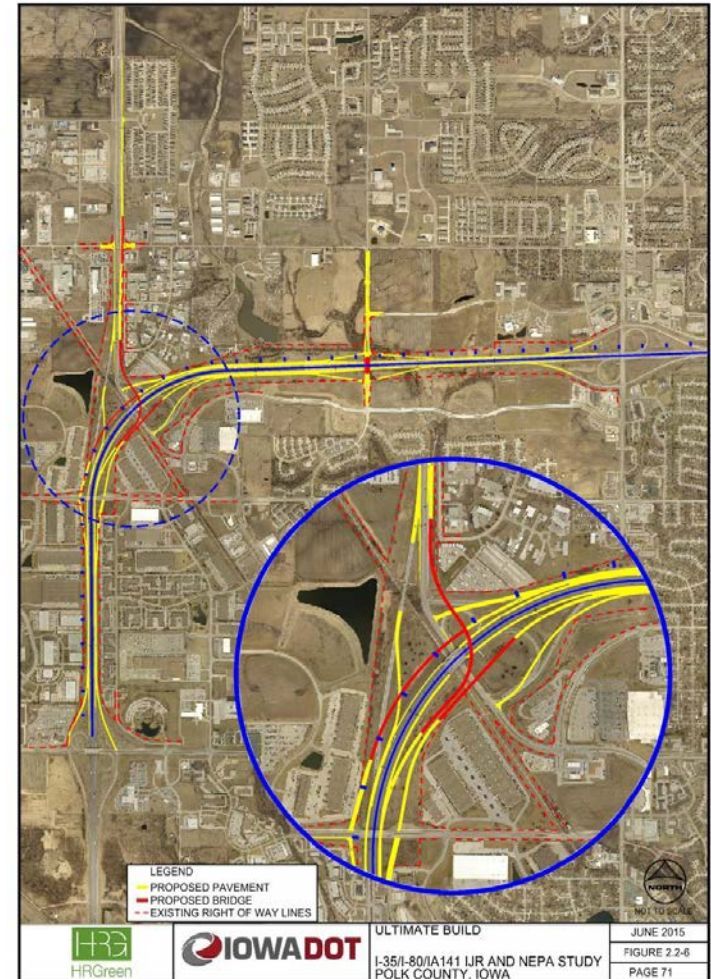 LEGEND
PROPOSED PAVEMENT
PROPOSED BRIDGE
EXISTING RIGHT OF WAY LINES
NORTH
NOT TO SCALE
HRG
HRGreen
IOWADOT
ULTIMATE BUILD
I-35/I-80/IA141 IJR AND NEPA STUDY
POLK COUNTY, IOWA
JUNE 2015
FIGURE 2.2-6
PAGE 71